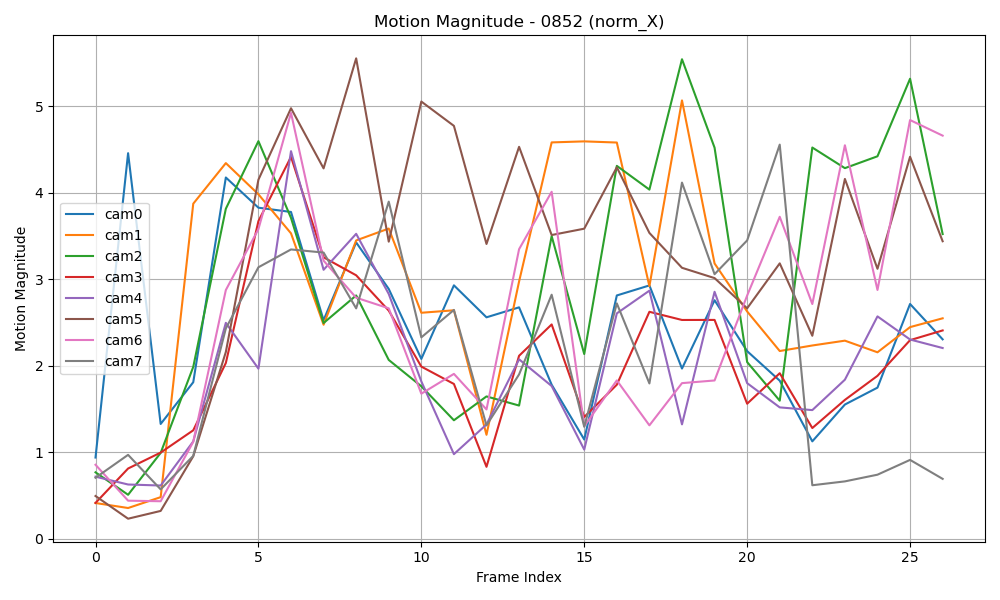 Motion Magnitude - 0852 (norm_X)
Motion Magnitude
5
4
3
2
1
0
cam0
cam1
cam2
cam3
cam4
cam5
cam6
cam7
0 5 10 15 20 25
Frame Index